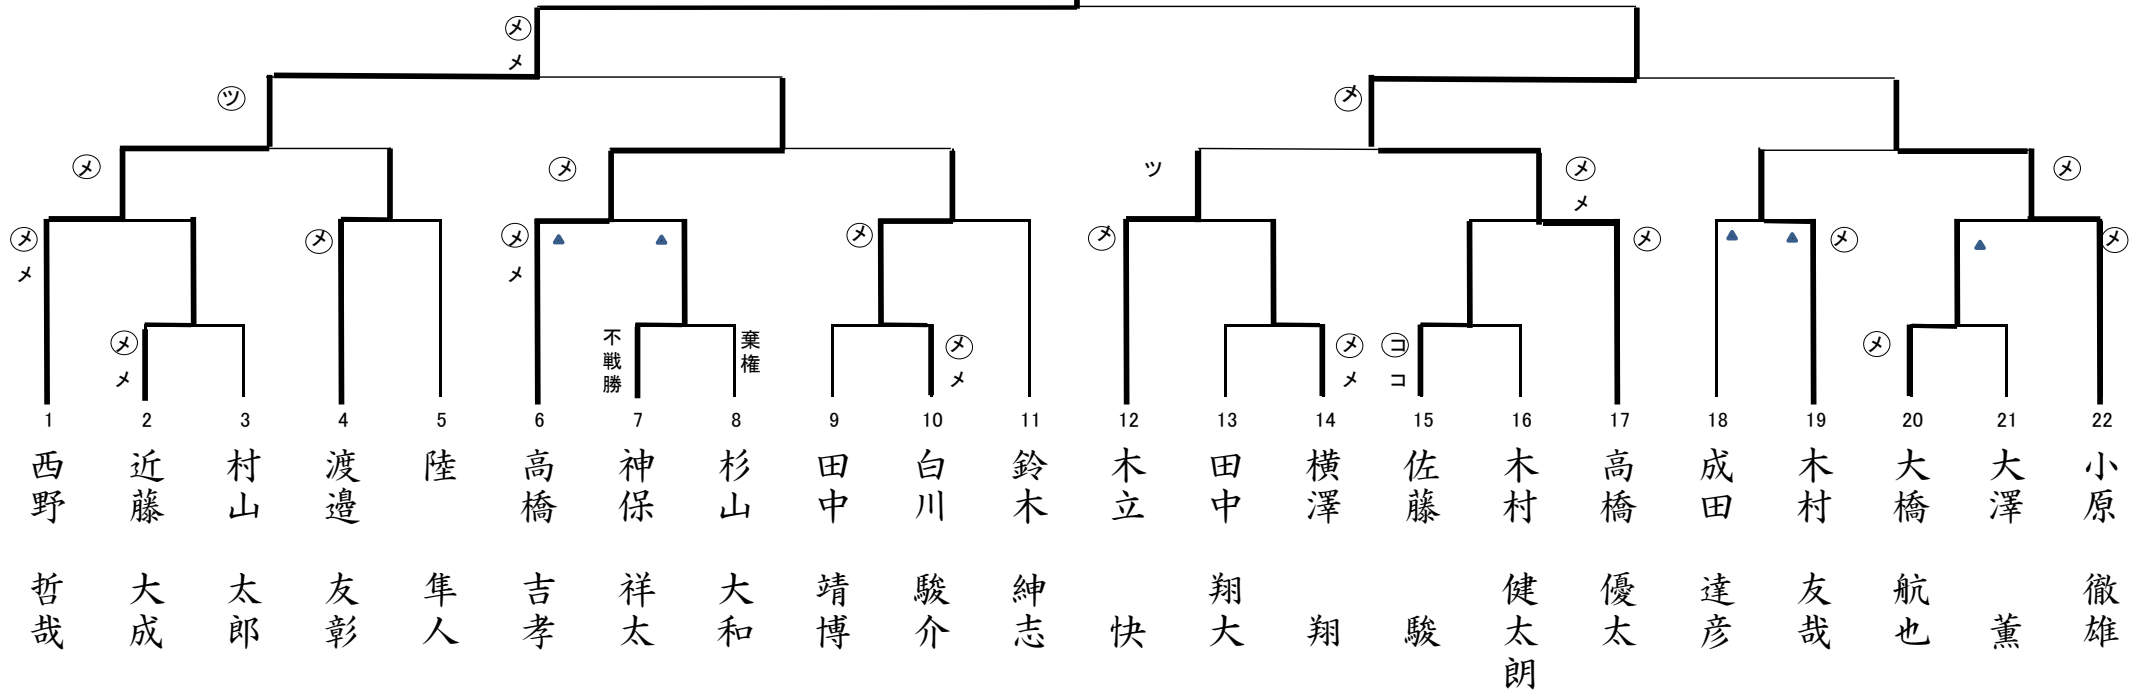 ㋱
メ
㋡
㋱
㋱
㋱
ツ
㋱
メ
㋱
㋱
メ
㋱
㋱
メ
㋱
㋱
㋱
㋱
㋱
㋱
メ
不戦勝
棄権
㋱
メ
㋱
メ
㋙
コ
㋱
1 2 3 4 5 6 7 8 9 10 11 12 13 14 15 16 17 18 19 20 21 22
西野 哲哉
近藤 大成
村山 太郎
渡邉 友彰
陸 隼人
高橋 吉孝
神保 祥太
杉山 大和
田中 靖博
白川 駿介
鈴木 紳志
木立 快
田中 翔大
横澤 翔
佐藤 駿
木村 健太朗
高橋 優太
成田 達彦
木村 友哉
大橋 航也
大澤 薫
小原 徹雄